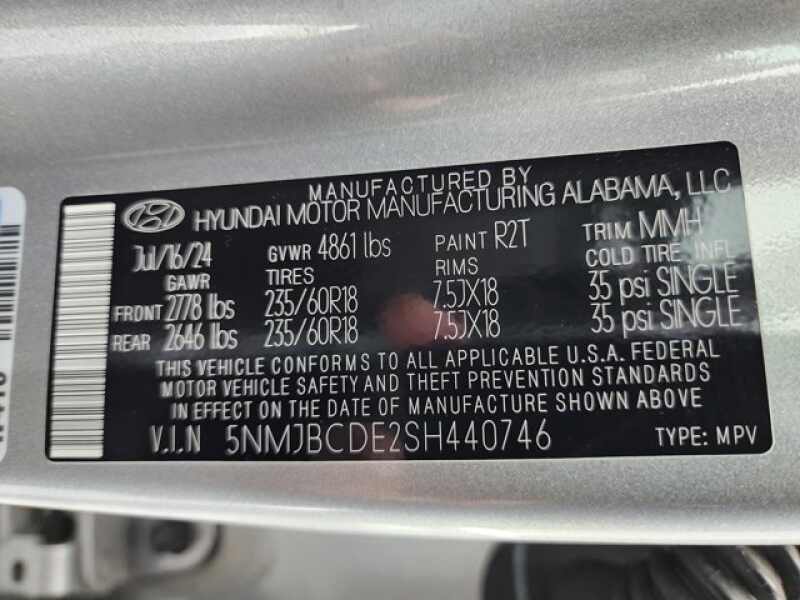 MANUFACTURED BY
HYUNDAI MOTOR MANUFACTURING ALABAMA, LLC
Jul/16/24 GVWR 4861 lbs PAINT R2T TRIM MMH
GAWR TIRES RIMS COLD TIRE INFL
FRONT 2778 lbs 235/60R18 7.5JX18 35 psi SINGLE
REAR 2646 lbs 235/60R18 7.5JX18 35 psi SINGLE
THIS VEHICLE CONFORMS TO ALL APPLICABLE U.S.A. FEDERAL
MOTOR VEHICLE SAFETY AND THEFT PREVENTION STANDARDS
IN EFFECT ON THE DATE OF MANUFACTURE SHOWN ABOVE.
V.I.N 5NMJBCDE2SH440746 TYPE: MPV